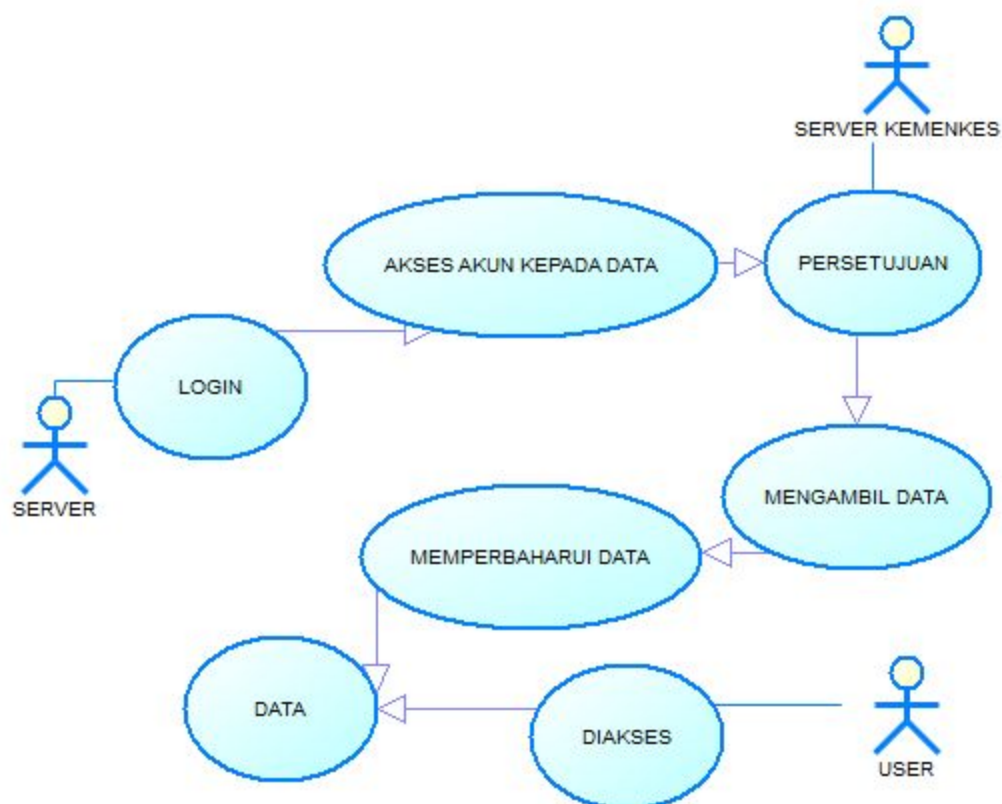 SERVER KEMENKES
AKSES AKUN KEPADA DATA
PERSETUJUAN
LOGIN
SERVER
MENGAMBIL DATA
MEMPERBAHARUI DATA
DATA
DIAKSES
USER